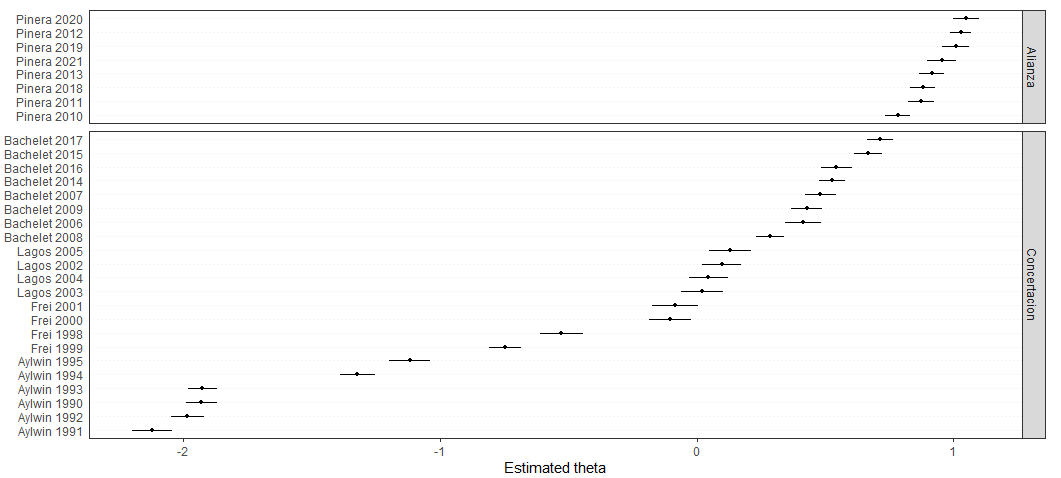 Pinera 2020
Pinera 2012
Pinera 2019
Pinera 2021
Pinera 2013
Pinera 2018
Pinera 2011
Pinera 2010
Alianza
Bachelet 2017
Bachelet 2015
Bachelet 2016
Bachelet 2014
Bachelet 2007
Bachelet 2009
Bachelet 2006
Bachelet 2008
Lagos 2005
Lagos 2002
Lagos 2004
Lagos 2003
Frei 2001
Frei 2000
Frei 1998
Frei 1999
Aylwin 1995
Aylwin 1994
Aylwin 1993
Aylwin 1990
Aylwin 1992
Aylwin 1991
Concertacion
-2 -1 0 1
Estimated theta